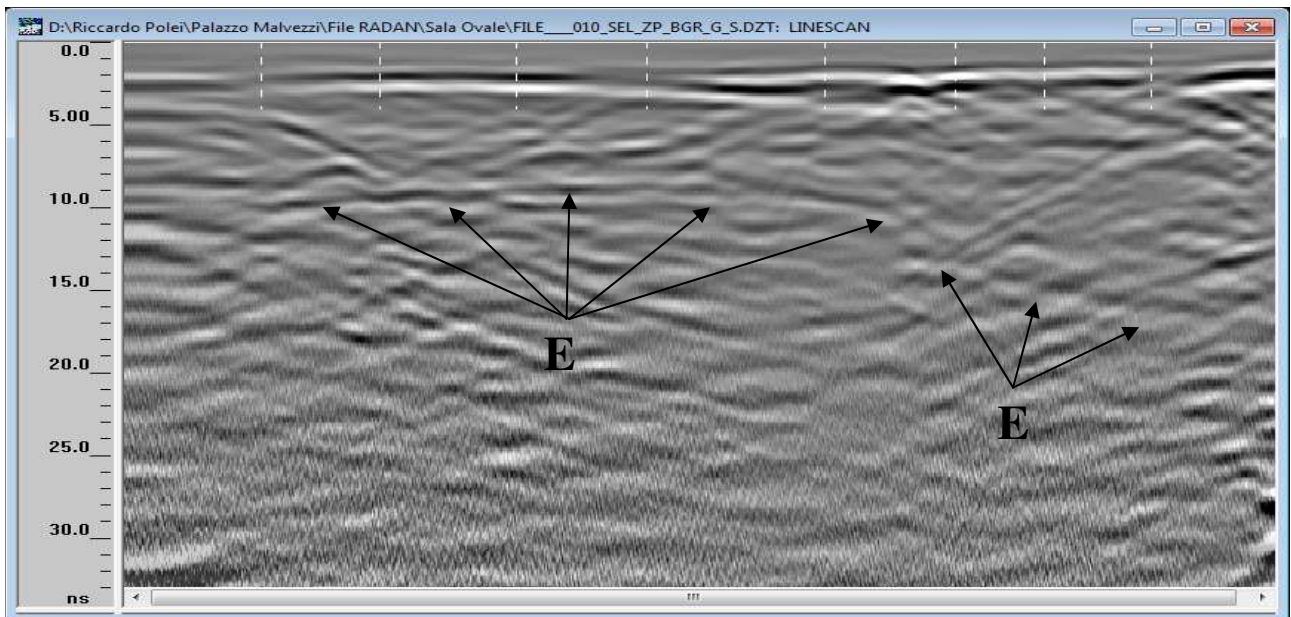 D:\Riccardo Polei\Palazzo Malvezzi\File RADAN\Sala Ovale\FILE___010_SEL_ZP_BGR_G_S.DZT: LINESCAN
0.0
5.00
10.0
15.0
E
20.0
E
25.0
30.0
ns